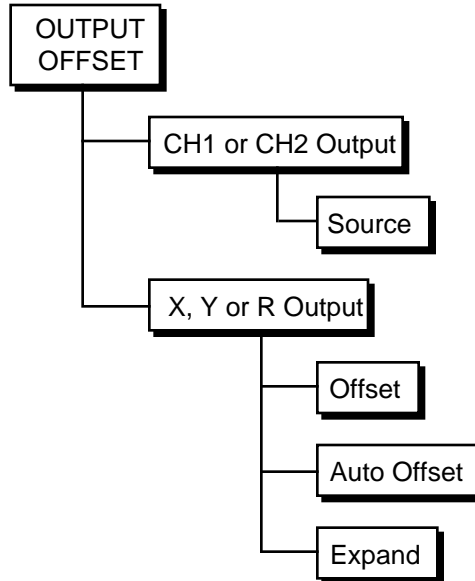 OUTPUT
OFFSET
CH1 or CH2 Output
Source
X, Y or R Output
Offset
Auto Offset
Expand